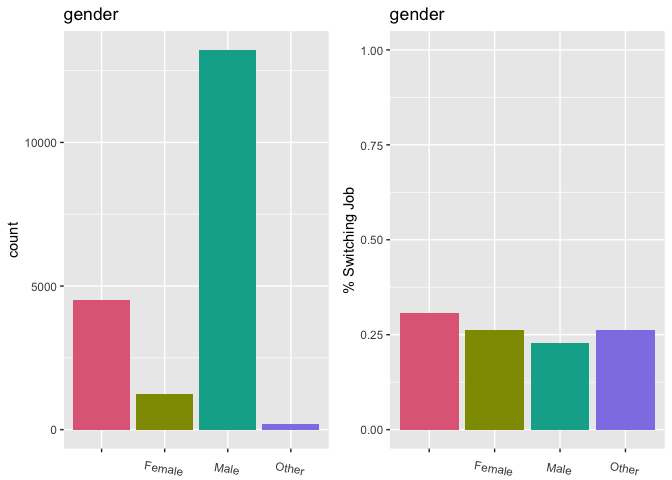 gender
count
10000
5000
0
Female
Male
Other
gender
% Switching Job
1.00
0.75
0.50
0.25
0.00
Female
Male
Other